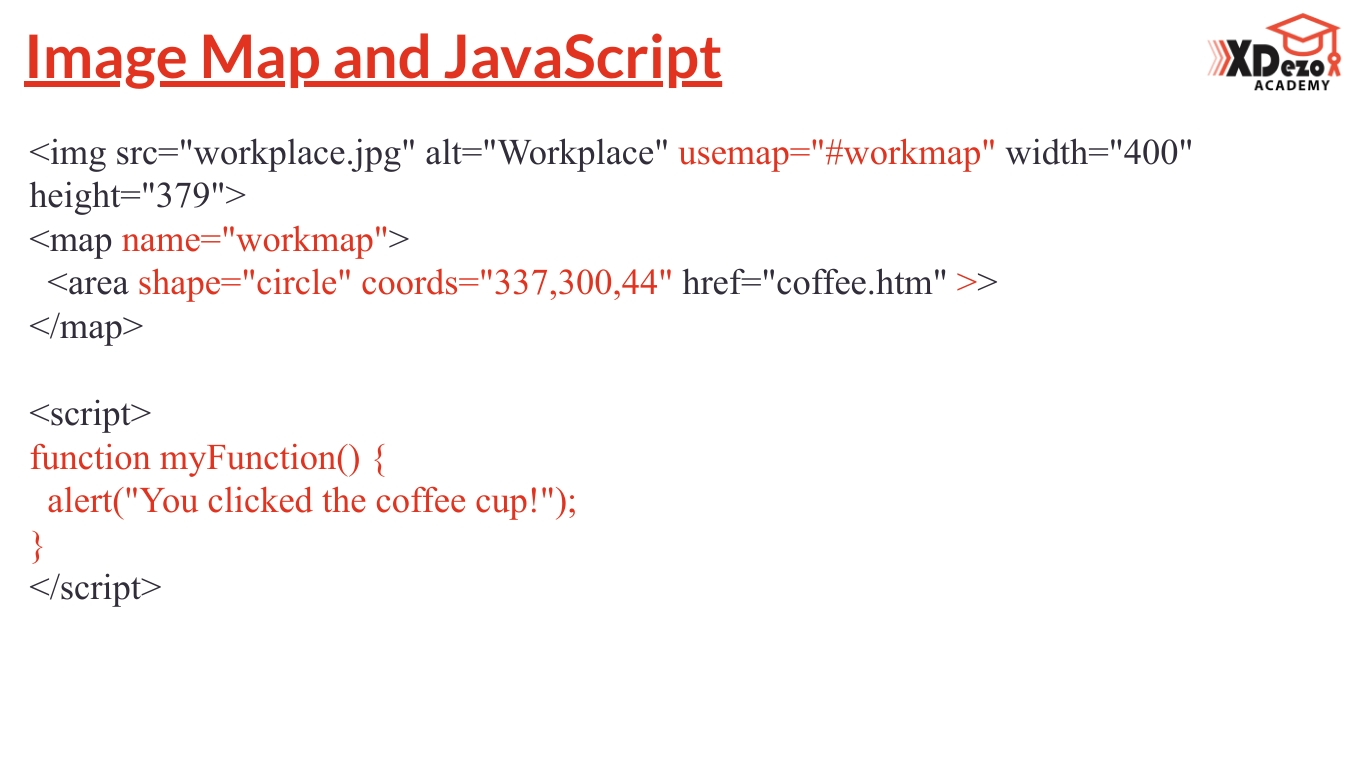 Image Map and JavaScript
XDezo
ACADEMY
<img src="workplace.jpg" alt="Workplace" usemap="#workmap" width="400"
height="379">
<map name="workmap">
  <area shape="circle" coords="337,300,44" href="coffee.htm" >>
</map>
<script>
function myFunction() {
  alert("You clicked the coffee cup!");
}
</script>